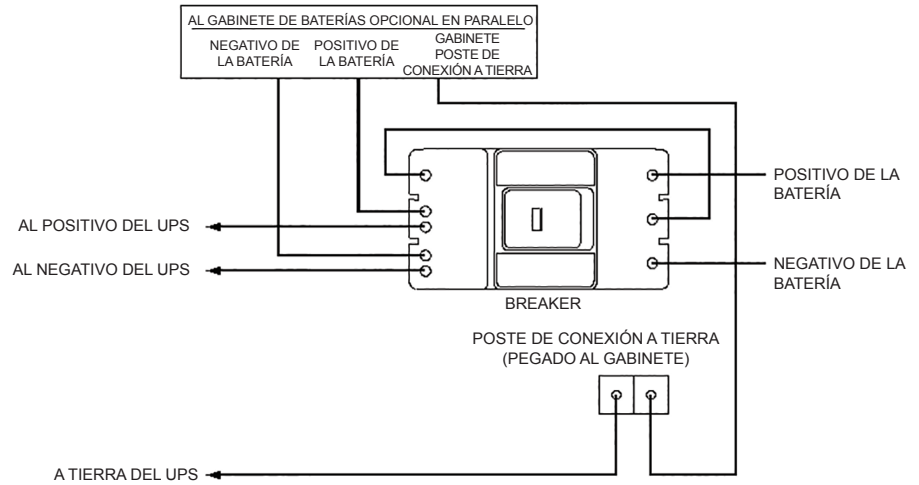 AL GABINETE DE BATERÍAS OPCIONAL EN PARALELO
NEGATIVO DE
LA BATERÍA
POSITIVO DE
LA BATERÍA
GABINETE
POSTE DE
CONEXIÓN A TIERRA
POSITIVO DE LA
BATERÍA
AL POSITIVO DEL UPS
AL NEGATIVO DEL UPS
NEGATIVO DE LA
BATERÍA
BREAKER
POSTE DE CONEXIÓN A TIERRA
(PEGADO AL GABINETE)
A TIERRA DEL UPS